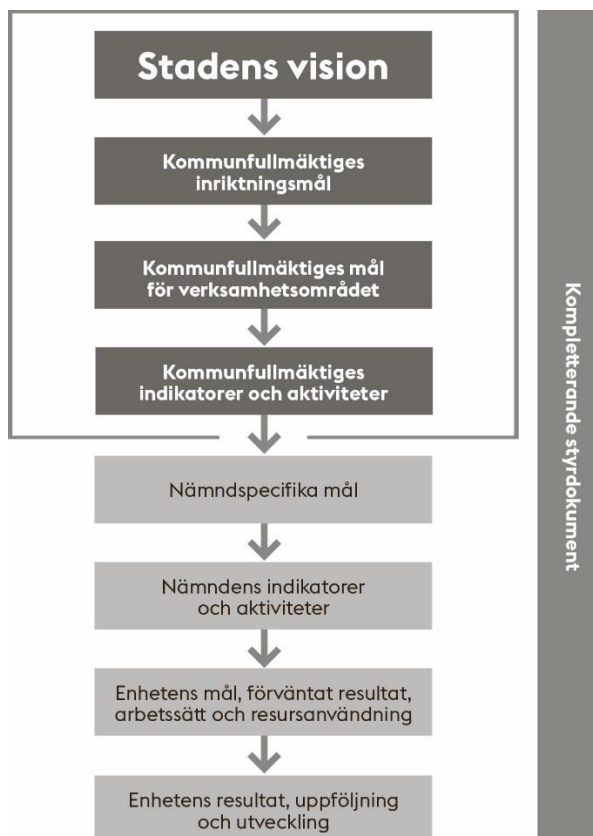 Stadens vision
Kommunfullmäktiges
inriktningsmål
Kommunfullmäktiges mål
för verksamhetsområdet
Kommunfullmäktiges
indikatorer och aktiviteter
Nämndspecifika mål
Nämndens indikatorer
och aktiviteter
Enhetens mål, förväntat resultat,
arbetssätt och resursanvändning
Enhetens resultat, uppföljning
och utveckling
Kompletterande styrdokument